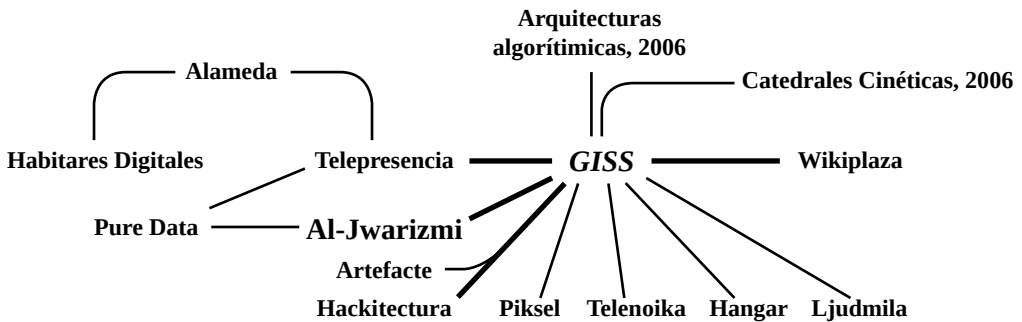 Arquitecturas
algorítimicas, 2006
Alameda
Catedrales Cinéticas, 2006
Habitares Digitales
Telepresencia
GISS
Wikiplaza
Pure Data
Al-Jwarizmi
Artefacte
Hackitectura
Piksel
Telenoika
Hangar
Ljudmila